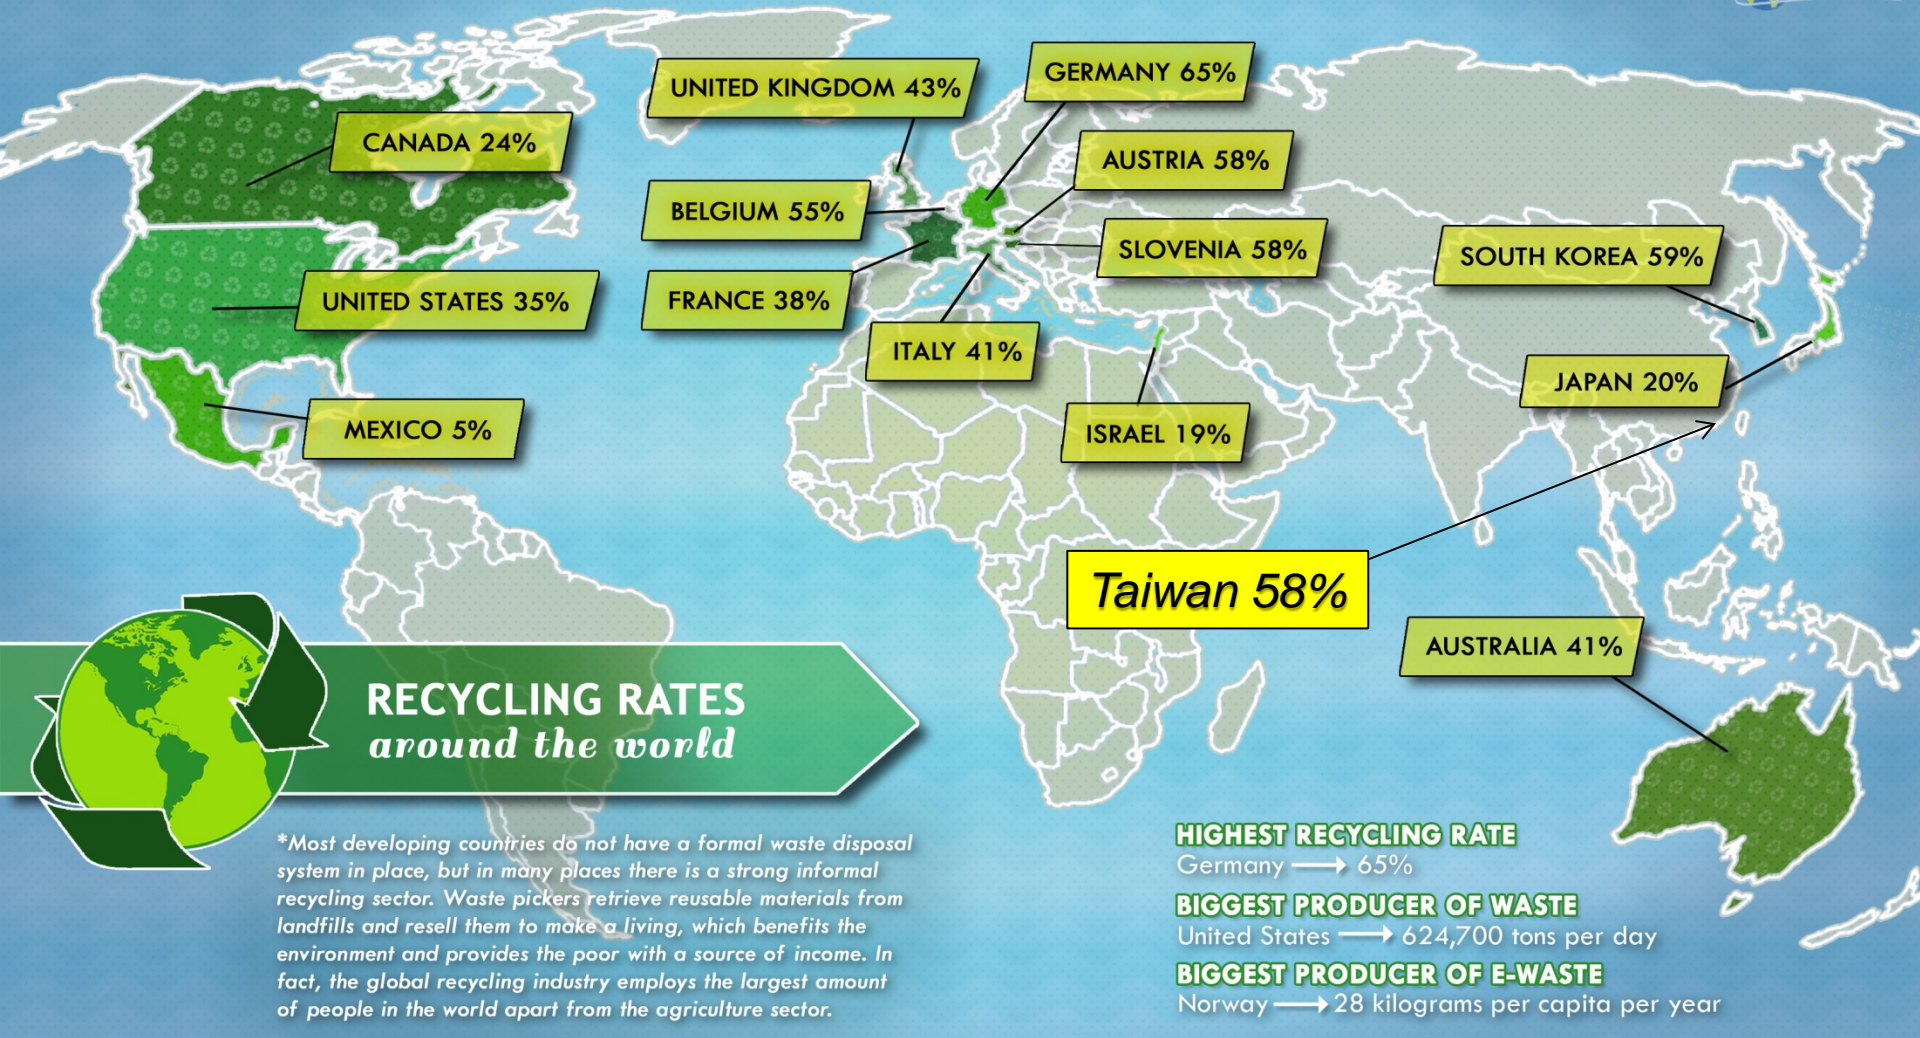 UNITED KINGDOM 43%
GERMANY 65%
CANADA 24%
AUSTRIA 58%
BELGIUM 55%
SLOVENIA 58%
SOUTH KOREA 59%
UNITED STATES 35%
FRANCE 38%
ITALY 41%
JAPAN 20%
MEXICO 5%
ISRAEL 19%
Taiwan 58%
AUSTRALIA 41%
RECYCLING RATES
around the world
*Most developing countries do not have a formal waste disposal
system in place, but in many places there is a strong informal
recycling sector. Waste pickers retrieve reusable materials from
landfills and resell them to make a living, which benefits the
environment and provides the poor with a source of income. In
fact, the global recycling industry employs the largest amount
of people in the world apart from the agriculture sector.
HIGHEST RECYCLING RATE
Germany → 65%
BIGGEST PRODUCER OF WASTE
United States → 624,700 tons per day
BIGGEST PRODUCER OF E-WASTE
Norway → 28 kilograms per capita per year